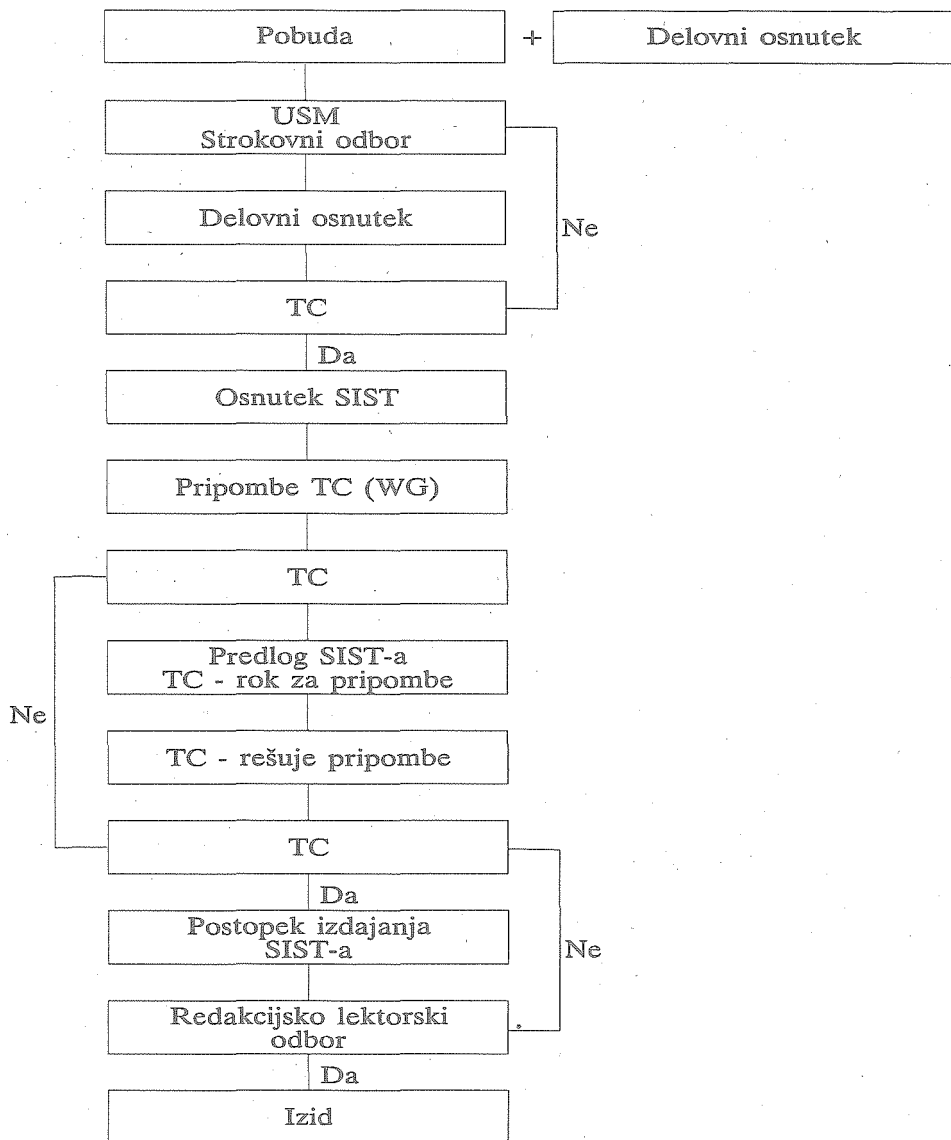 Pobuda + Delovni osnutek
USM
Strokovni odbor
Delovni osnutek
Ne
TC
Da
Osnutek SIST
Pripombe TC (WG)
TC
Predlog SIST-a
TC - rok za pripombe
Ne
TC - rešuje pripombe
TC
Da
Postopek izdajanja
SIST-a
Ne
Redakcijsko lektorski
odbor
Da
Izid